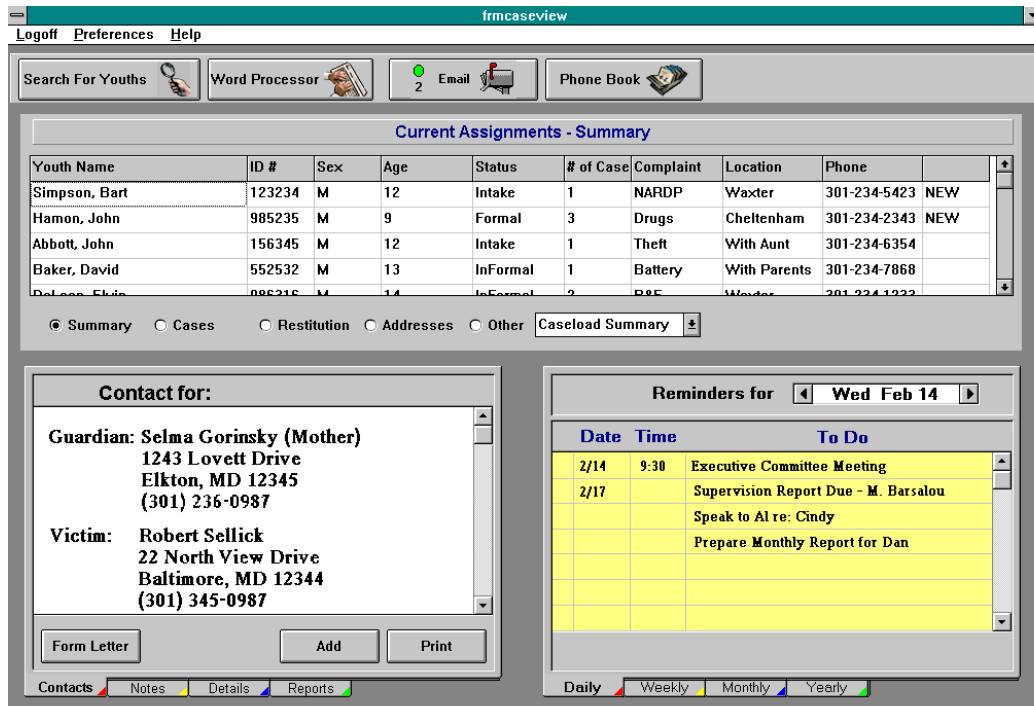 frmcaseview
Logoff Preferences Help
Search For Youths Word Processor 2 Email Phone Book
Current Assignments - Summary
Youth Name ID # Sex Age Status # of Case Complaint Location Phone
Simpson, Bart 123234 M 12 Intake 1 NARDP Waxter 301-234-5423 NEW
Hamon, John 985235 M 9 Formal 3 Drugs Cheltenham 301-234-2343 NEW
Abbott, John 156345 M 12 Intake 1 Theft With Aunt 301-234-6354
Baker, David 552532 M 13 InFormal 1 Battery With Parents 301-234-7868
M 14 InFormal 2 B&E Waxter 301-234-1233
Summary Cases Restitution Addresses Other Caseload Summary
Contact for:
Guardian: Selma Gorinsky (Mother)
1243 Lovett Drive
Elkton, MD 12345
(301) 236-0987
Victim: Robert Sellick
22 North View Drive
Baltimore, MD 12344
(301) 345-0987
Form Letter Add Print
Contacts Notes Details Reports
Reminders for Wed Feb 14
Date Time To Do
2/14 9:30 Executive Committee Meeting
2/17 Supervision Report Due - M. Barsalou
Speak to Al re: Cindy
Prepare Monthly Report for Dan
Daily Weekly Monthly Yearly